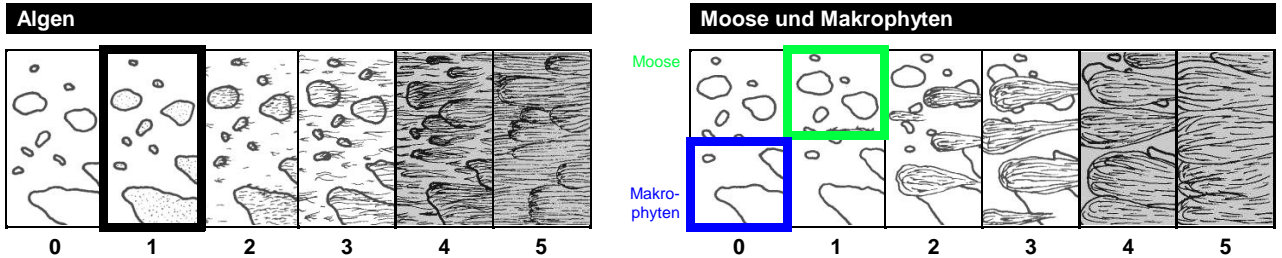 Algen
0 1 2 3 4 5
Moose und Makrophyten
Moose
Makro-
phyten
0 1 2 3 4 5